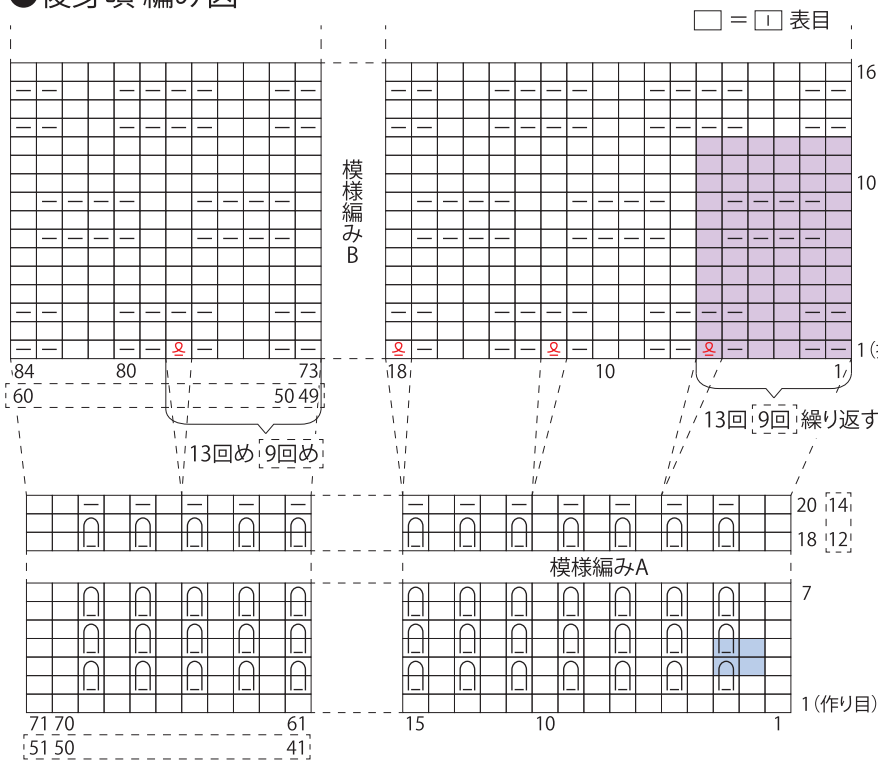 ●後身頃 編み図
□ = 表目
16
10
1
模様編みB
84 80 73
60 50 49
18 10 1
13回め 9回め
13回 9回 繰り返す
20 14
18 12
模様編みA
7
1(作り目)
71 70 61
51 50 41
15 10 1